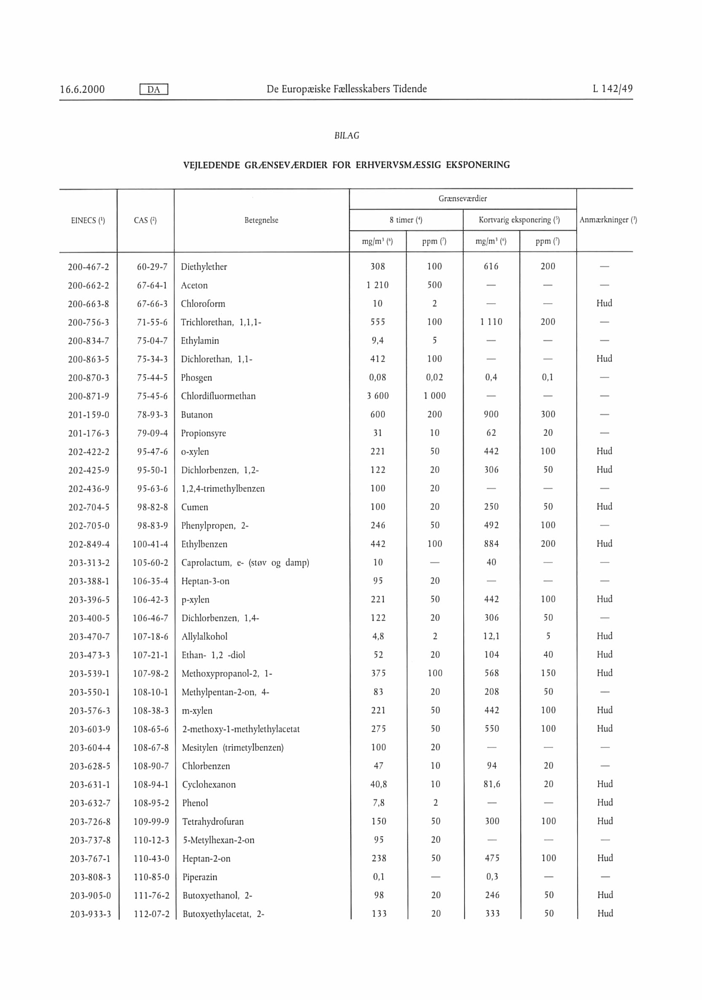 16.6.2000 DA De Europæiske Fællesskabers Tidende L 142/49
BILAG
VEJLEDENDE GRÆNSEVÆRDIER FOR ERHVERVSMÆSSIG EKSPONERING
Grænseværdier
EINECS (¹) CAS (²) Betegnelse 8 timer (⁴) Kortvarig eksponering (⁵) Anmærkninger (³)
mg/m³ (⁶) ppm (⁷) mg/m³ (⁶) ppm (⁷)
200-467-2 60-29-7 Diethylether 308 100 616 200 —
200-662-2 67-64-1 Aceton 1 210 500 — — —
200-663-8 67-66-3 Chloroform 10 2 — — Hud
200-756-3 71-55-6 Trichlorethan, 1,1,1- 555 100 1 110 200 —
200-834-7 75-04-7 Ethylamin 9,4 5 — — —
200-863-5 75-34-3 Dichlorethan, 1,1- 412 100 — — Hud
200-870-3 75-44-5 Phosgen 0,08 0,02 0,4 0,1 —
200-871-9 75-45-6 Chlordifluormethan 3 600 1 000 — — —
201-159-0 78-93-3 Butanon 600 200 900 300 —
201-176-3 79-09-4 Propionsyre 31 10 62 20 —
202-422-2 95-47-6 o-xylen 221 50 442 100 Hud
202-425-9 95-50-1 Dichlorbenzen, 1,2- 122 20 306 50 Hud
202-436-9 95-63-6 1,2,4-trimethylbenzen 100 20 — — —
202-704-5 98-82-8 Cumen 100 20 250 50 Hud
202-705-0 98-83-9 Phenylpropen, 2- 246 50 492 100 —
202-849-4 100-41-4 Ethylbenzen 442 100 884 200 Hud
203-313-2 105-60-2 Caprolactum, e- (støv og damp) 10 — 40 — —
203-388-1 106-35-4 Heptan-3-on 95 20 — — —
203-396-5 106-42-3 p-xylen 221 50 442 100 Hud
203-400-5 106-46-7 Dichlorbenzen, 1,4- 122 20 306 50 —
203-470-7 107-18-6 Allylalkohol 4,8 2 12,1 5 Hud
203-473-3 107-21-1 Ethan- 1,2 -diol 52 20 104 40 Hud
203-539-1 107-98-2 Methoxypropanol-2, 1- 375 100 568 150 Hud
203-550-1 108-10-1 Methylpentan-2-on, 4- 83 20 208 50 —
203-576-3 108-38-3 m-xylen 221 50 442 100 Hud
203-603-9 108-65-6 2-methoxy-1-methylethylacetat 275 50 550 100 Hud
203-604-4 108-67-8 Mesitylen (trimetylbenzen) 100 20 — — —
203-628-5 108-90-7 Chlorbenzen 47 10 94 20 —
203-631-1 108-94-1 Cyclohexanon 40,8 10 81,6 20 Hud
203-632-7 108-95-2 Phenol 7,8 2 — — Hud
203-726-8 109-99-9 Tetrahydrofuran 150 50 300 100 Hud
203-737-8 110-12-3 5-Metylhexan-2-on 95 20 — — —
203-767-1 110-43-0 Heptan-2-on 238 50 475 100 Hud
203-808-3 110-85-0 Piperazin 0,1 — 0,3 — —
203-905-0 111-76-2 Butoxyethanol, 2- 98 20 246 50 Hud
203-933-3 112-07-2 Butoxyethylacetat, 2- 133 20 333 50 Hud